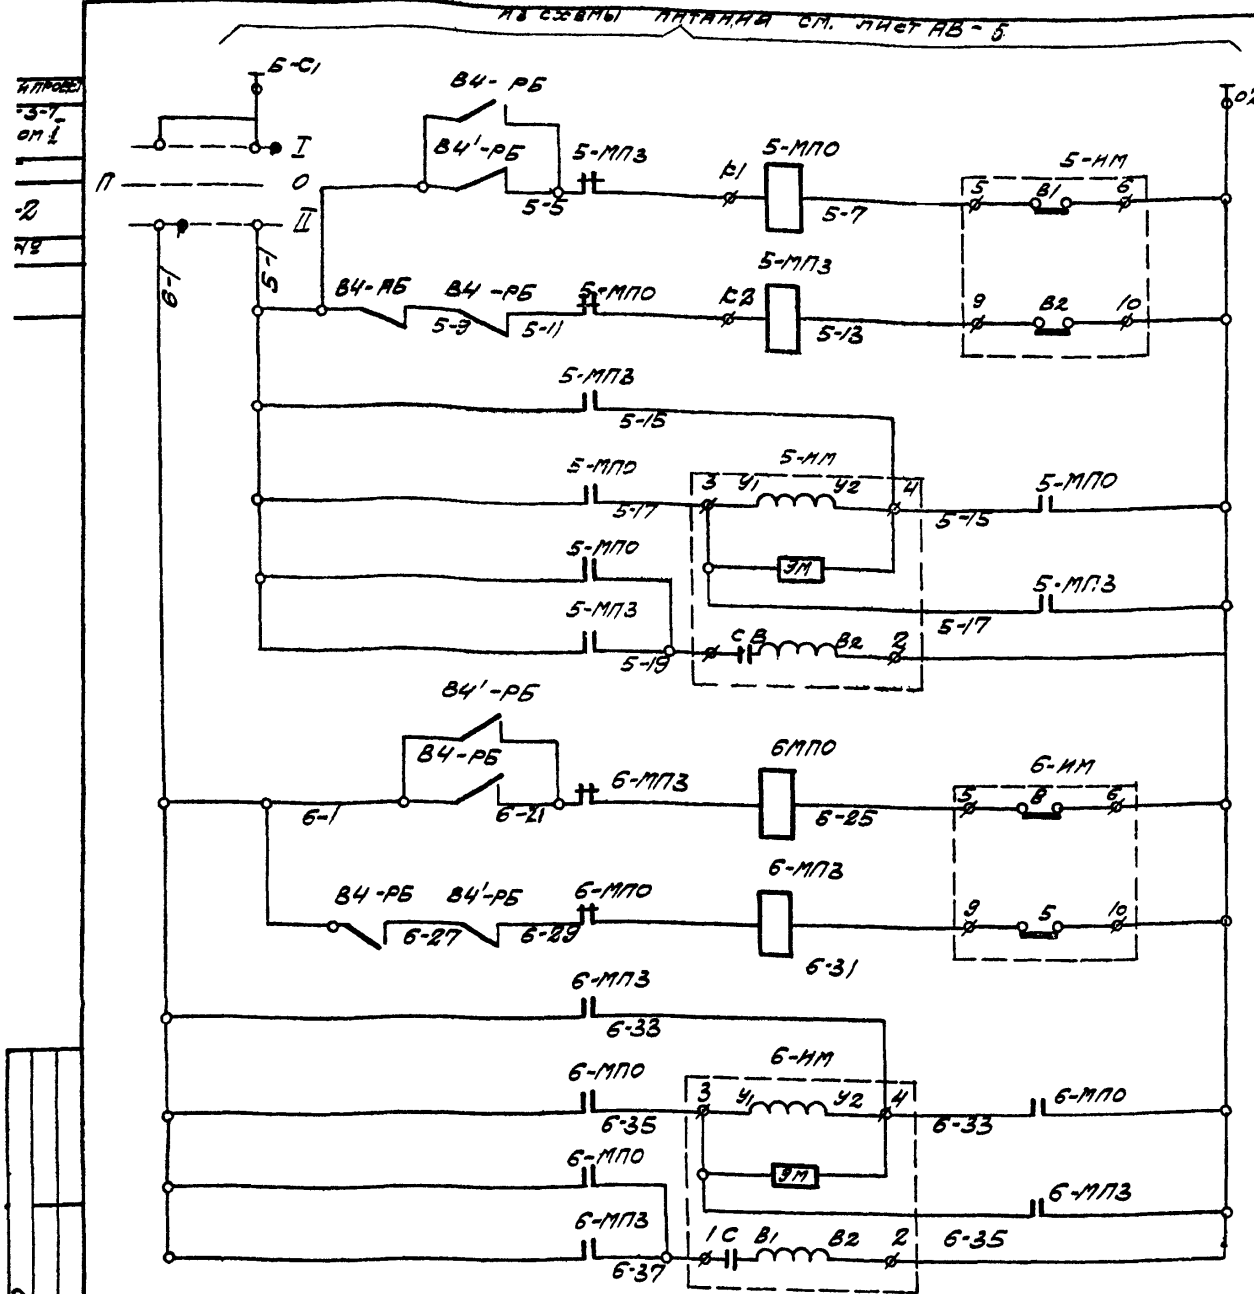 ИЗ СХЕМЫ ПИТАНИЯ СМ. ЛИСТ АВ-5
-3-7
-2
№
Б-С1
В4-РБ
I
В4'-РБ
5-МПЗ
К1
5-МПО
5-ИМ
П
О
5-5
5-7
5
В1
6
II
6-1
5-1
5-МПЗ
В4-РБ
В4-РБ
5-МПО
К2
9
В2
10
5-9
5-11
5-13
5-МПЗ
5-15
5-ИМ
5-МПО
3
У1
У2
4
5-МПО
5-17
5-15
5-МПО
ЭМ
5-МПЗ
5-МПЗ
5-17
С
В
В2
2
5-19
В4'-РБ
В4-РБ
6МПО
6-ИМ
6-МПЗ
5
В
6
6-1
6-21
6-25
6-МПЗ
В4-РБ
В4'-РБ
6-МПО
9
5
10
6-27
6-29
6-31
6-МПЗ
6-33
6-ИМ
6-МПО
3
У1
У2
4
6-МПО
6-35
6-33
6-МПО
ЭМ
6-МПЗ
6-МПЗ
1
С
В1
В2
2
6-35
6-37